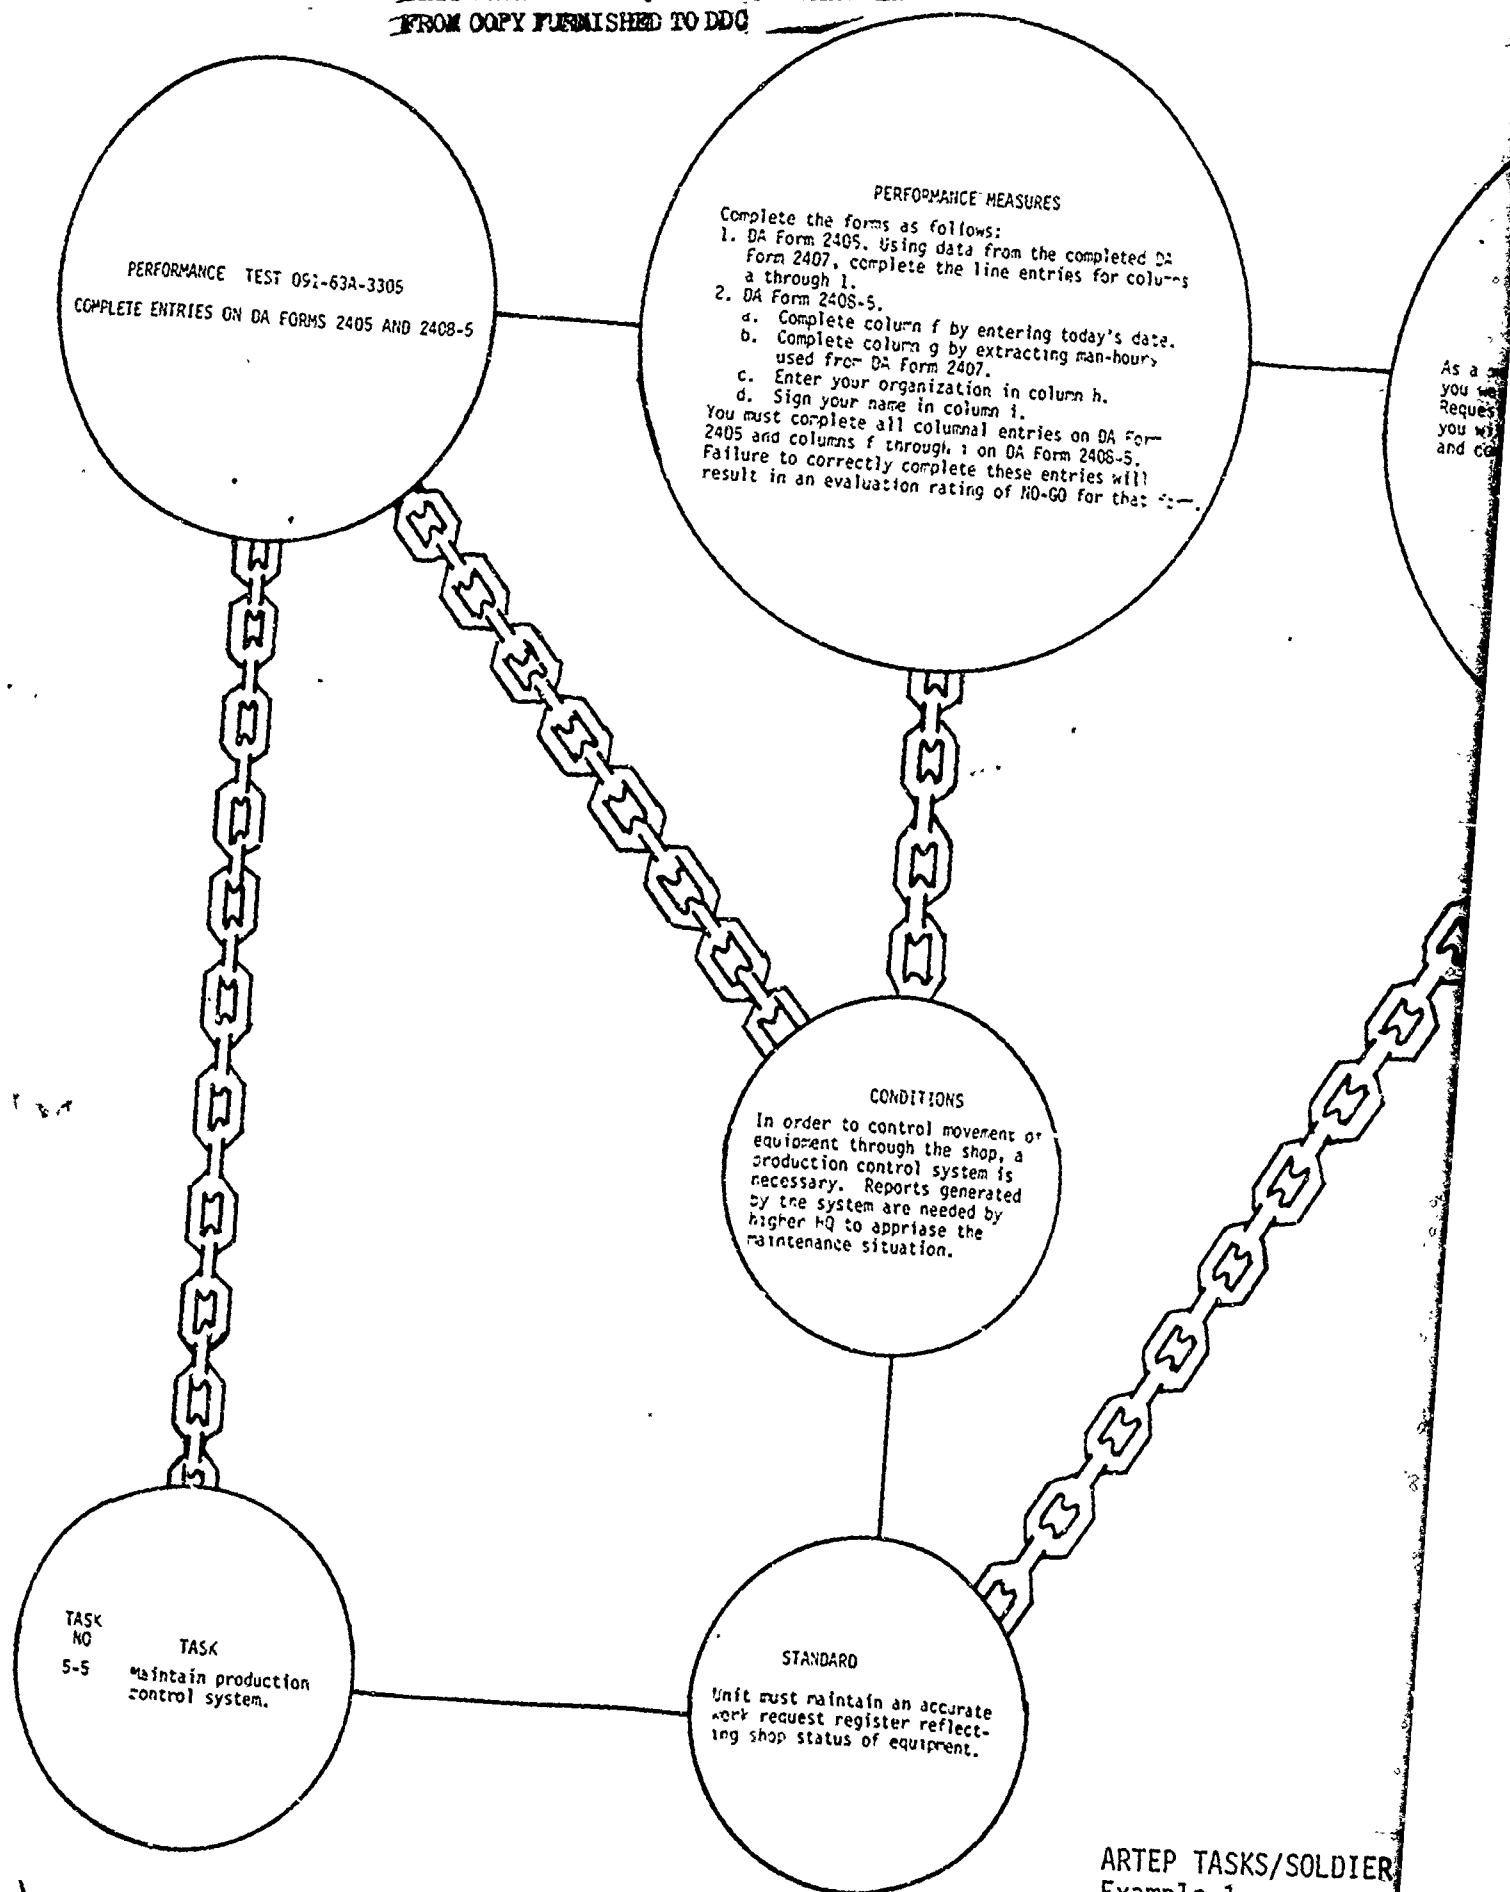 FROM COPY FURNISHED TO DDC
PERFORMANCE TEST 091-63A-3305
COMPLETE ENTRIES ON DA FORMS 2405 AND 2408-5
PERFORMANCE MEASURES
Complete the forms as follows:
1. DA Form 2405. Using data from the completed DA
Form 2407, complete the line entries for columns
a through l.
2. DA Form 2408-5.
a. Complete column f by entering today's date.
b. Complete column g by extracting man-hours
used from DA Form 2407.
c. Enter your organization in column h.
d. Sign your name in column i.
You must complete all columnal entries on DA Form
2405 and columns f through i on DA Form 2408-5.
Failure to correctly complete these entries will
result in an evaluation rating of NO-GO for that form.
As a
you
Reques
you wi
and co
CONDITIONS
In order to control movement of
equipment through the shop, a
production control system is
necessary. Reports generated
by the system are needed by
higher HQ to appriase the
maintenance situation.
TASK
NO
TASK
5-5 Maintain production
control system.
STANDARD
Unit must maintain an accurate
work request register reflect-
ing shop status of equipment.
ARTEP TASKS/SOLDIER
Example 1